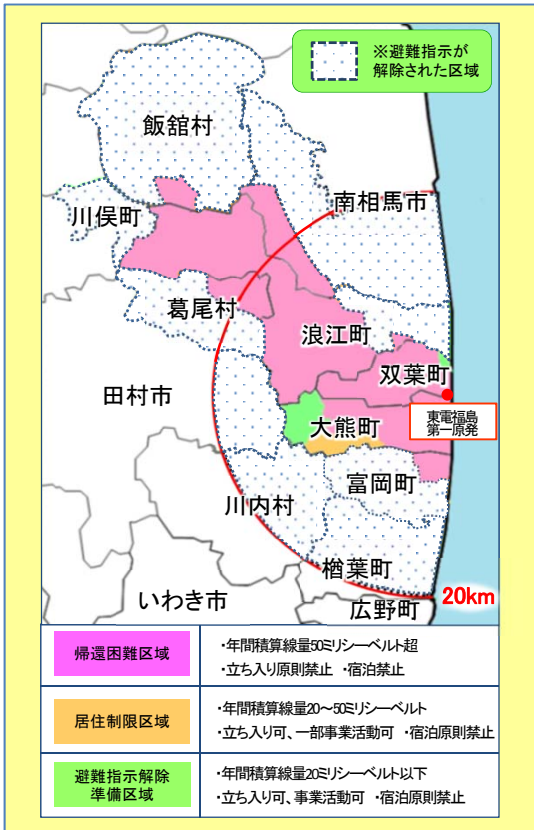 ※避難指示が
解除された区域
飯舘村
南相馬市
川俣町
葛尾村
浪江町
双葉町
田村市
東電福島
第一原発
大熊町
富岡町
川内村
楢葉町
20km
いわき市
広野町
帰還困難区域
・年間積算線量50ミリシーベルト超
・立ち入り原則禁止 ・宿泊禁止
居住制限区域
・年間積算線量20～50ミリシーベルト
・立ち入り可、一部事業活動可 ・宿泊原則禁止
避難指示解除
準備区域
・年間積算線量20ミリシーベルト以下
・立ち入り可、事業活動可 ・宿泊原則禁止